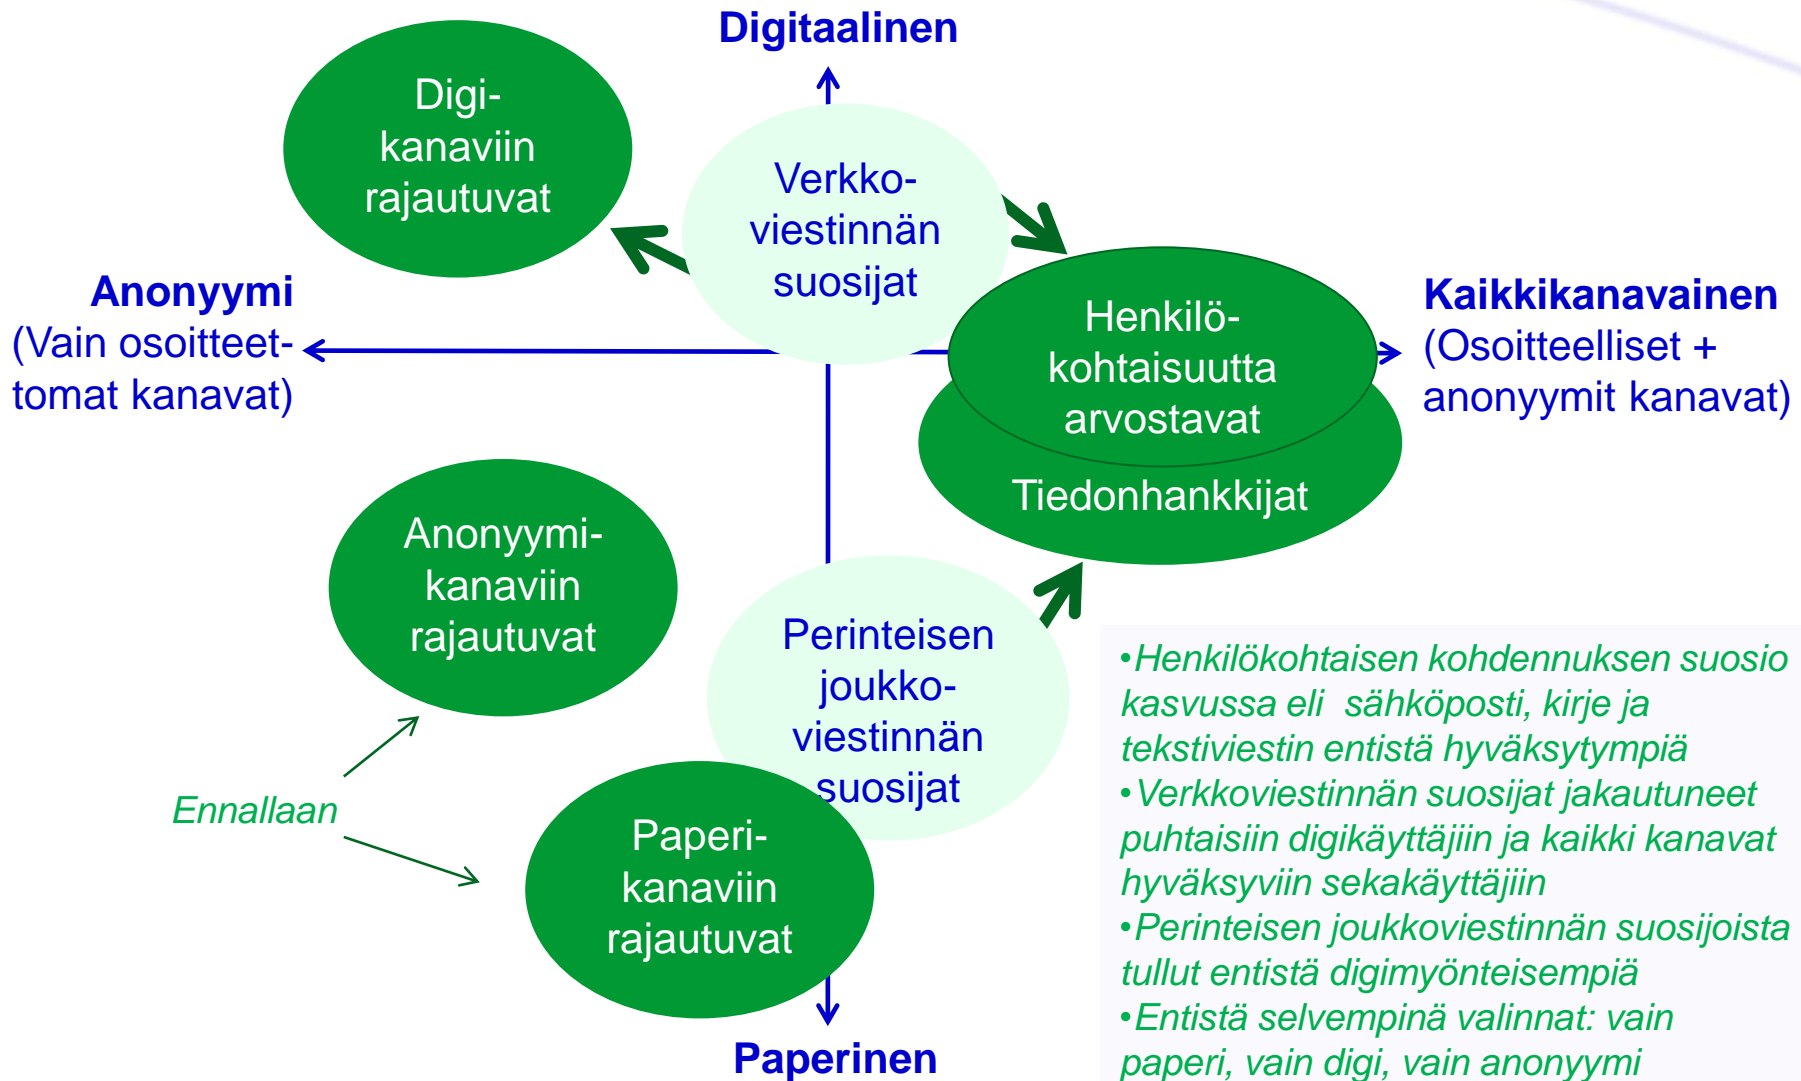 Digitaalinen
Digi-
kanaviin
rajautuvat
Verkko-
viestinnän
suosijat
Anonyymi
(Vain osoitteet-
tomat kanavat)
Henkilö-
kohtaisuutta
arvostavat
Kaikkikanavainen
(Osoitteelliset +
anonyymit kanavat)
Tiedonhankkijat
Anonyymi-
kanaviin
rajautuvat
Perinteisen
joukko-
viestinnän
suosijat
Ennallaan
Paperi-
kanaviin
rajautuvat
Paperinen
•Henkilökohtaisen kohdennuksen suosio
kasvussa eli  sähköposti, kirje ja
tekstiviestin entistä hyväksytympiä
•Verkkoviestinnän suosijat jakautuneet
puhtaisiin digikäyttäjiin ja kaikki kanavat
hyväksyviin sekakäyttäjiin
•Perinteisen joukkoviestinnän suosijoista
tullut entistä digimyönteisempiä
•Entistä selvempinä valinnat: vain
paperi, vain digi, vain anonyymi